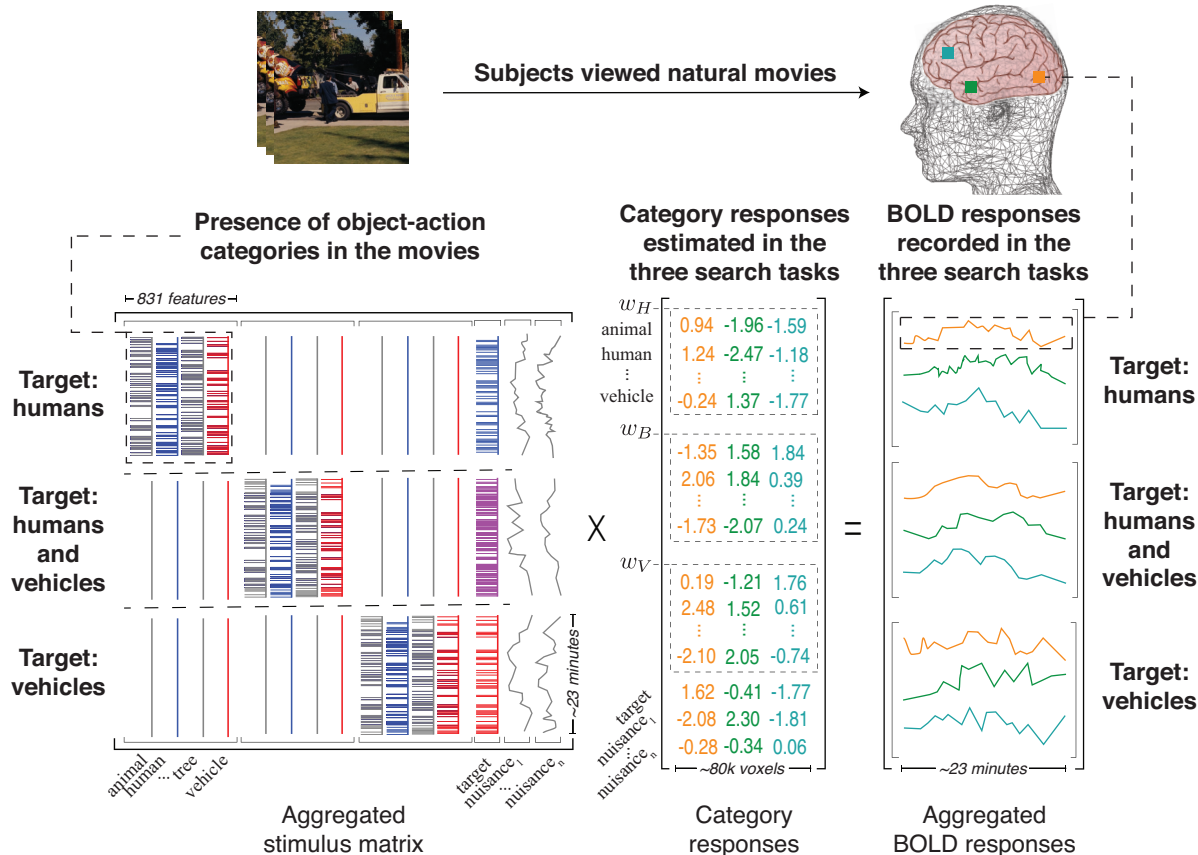 Subjects viewed natural movies
Presence of object-action
categories in the movies
Category responses
estimated in the
three search tasks
BOLD responses
recorded in the
three search tasks
831 features
Target:
humans
Target:
humans
and
vehicles
Target:
vehicles
~23 minutes
animal
human
...
tree
vehicle
target
nuisance1
...
nuisancen
Aggregated
stimulus matrix
X
wH
animal
human
⋮
vehicle
0.94 -1.96 -1.59
1.24 -2.47 -1.18
⋮ ⋮ ⋮
-0.24 1.37 -1.77
wB
-1.35 1.58 1.84
2.06 1.84 0.39
⋮ ⋮ ⋮
-1.73 -2.07 0.24
wV
0.19 -1.21 1.76
2.48 1.52 0.61
⋮ ⋮ ⋮
-2.10 2.05 -0.74
target
nuisance1
...
nuisancen
1.62 -0.41 -1.77
-2.08 2.30 -1.81
-0.28 -0.34 0.06
~80k voxels
Category
responses
=
Target:
humans
Target:
humans
and
vehicles
Target:
vehicles
~23 minutes
Aggregated
BOLD responses